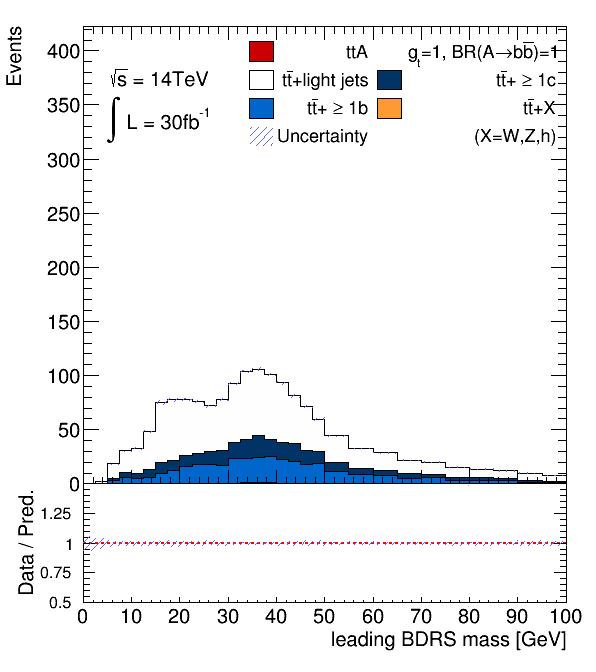 Events
400
350
300
250
200
150
100
50
0
√s = 14TeV
∫ L = 30fb⁻¹
ttA
g_t=1, BR(A→bb̅)=1
tt̅+light jets
tt̅+ ≥ 1c
tt̅+ ≥ 1b
tt̅+X
Uncertainty
(X=W,Z,h)
Data / Pred.
1.25
1
0.75
0.5
0 10 20 30 40 50 60 70 80 90 100
leading BDRS mass [GeV]